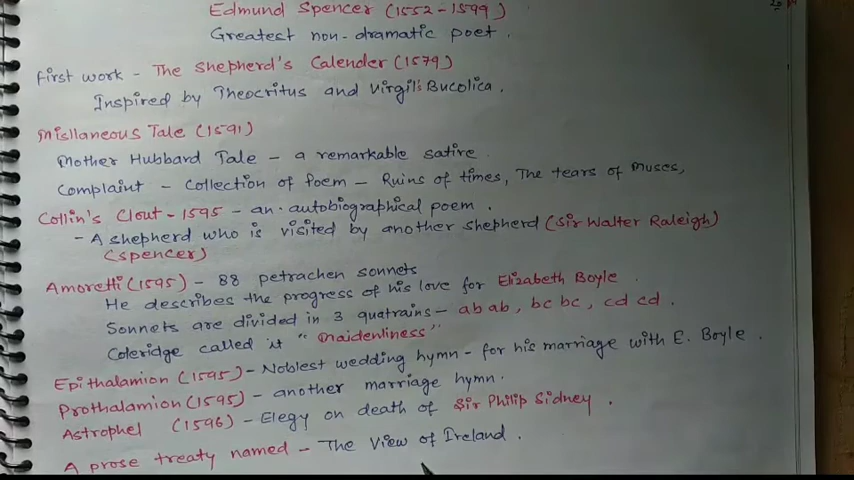 Edmund Spencer (1552-1599)
Greatest non-dramatic poet.
First work - The Shepherd's Calender (1579)
Inspired by Theocritus and Virgil's Bucolica.
Misllaneous Tale (1591)
Mother Hubbard Tale - a remarkable satire
Complaint - Collection of Poem - Ruins of times, The tears of Muses,
Collin's Clout - 1595 - an autobiographical poem.
- A shepherd who is visited by another shepherd (Sir Walter Raleigh)
(Spencer)
Amoretti (1595) - 88 petrachen sonnets
He describes the progress of his love for Elizabeth Boyle.
Sonnets are divided in 3 quatrains - abab, bcbc, cdcd.
Coleridge called it "Maidenliness"
Epithalamion (1595) - Noblest wedding hymn - for his marriage with E. Boyle.
Prothalamion (1595) - another marriage hymn.
Astrophel (1596) - Elegy on death of Sir Philip Sidney.
A prose treaty named - The View of Ireland.